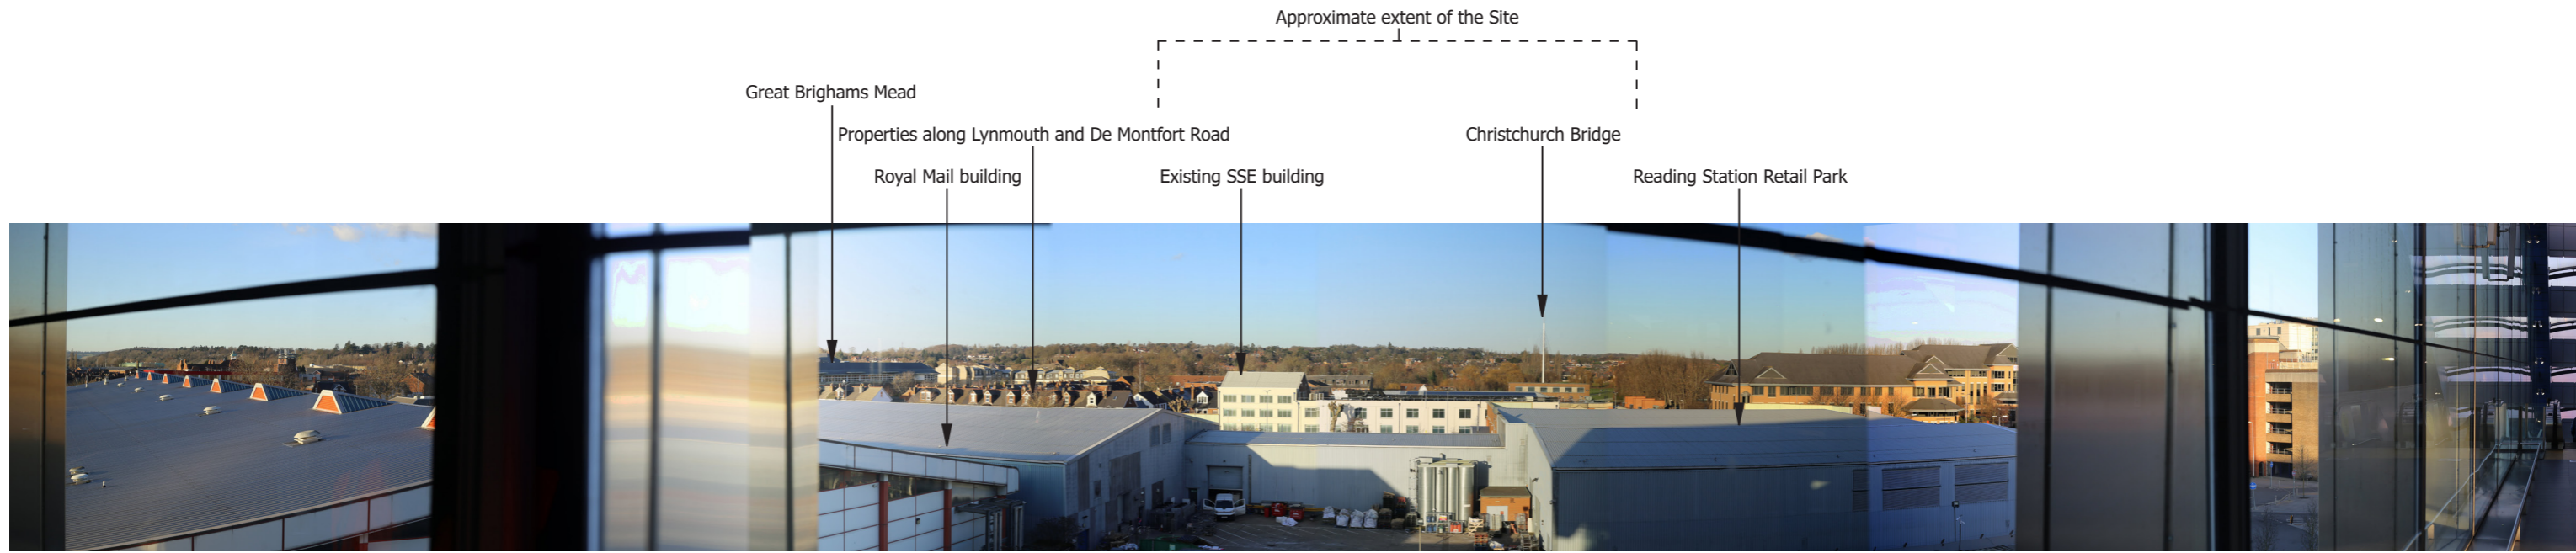 Approximate extent of the Site
Great Brighams Mead
Properties along Lynmouth and De Montfort Road
Christchurch Bridge
Royal Mail building
Existing SSE building
Reading Station Retail Park